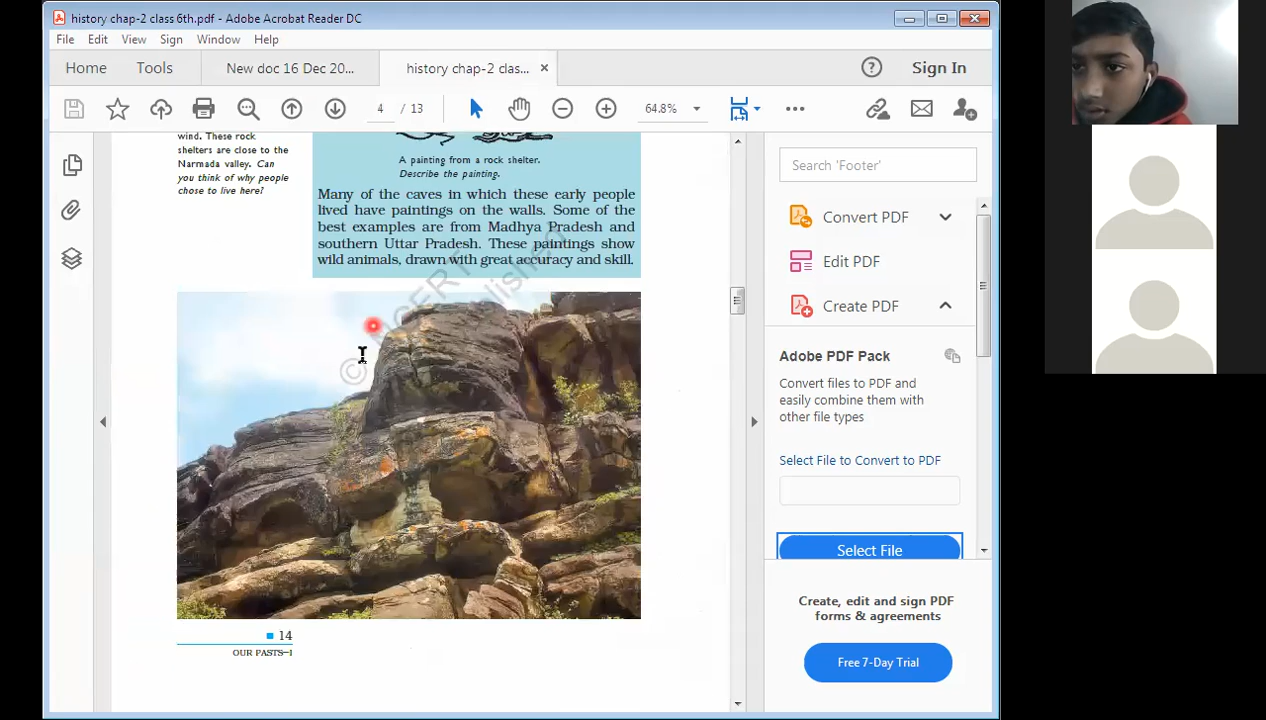 history chap-2 class 6th.pdf - Adobe Acrobat Reader DC
File Edit View Sign Window Help
Home Tools New doc 16 Dec 20... history chap-2 clas... × Sign In
4 / 13 64.8%
wind. These rock
shelters are close to the
Narmada valley. Can
you think of why people
chose to live here?
A painting from a rock shelter.
Describe the painting.
Many of the caves in which these early people
lived have paintings on the walls. Some of the
best examples are from Madhya Pradesh and
southern Uttar Pradesh. These paintings show
wild animals, drawn with great accuracy and skill.
14
OUR PASTS–I
Search 'Footer'
Convert PDF
Edit PDF
Create PDF
Adobe PDF Pack
Convert files to PDF and
easily combine them with
other file types
Select File to Convert to PDF
Select File
Create, edit and sign PDF
forms & agreements
Free 7-Day Trial